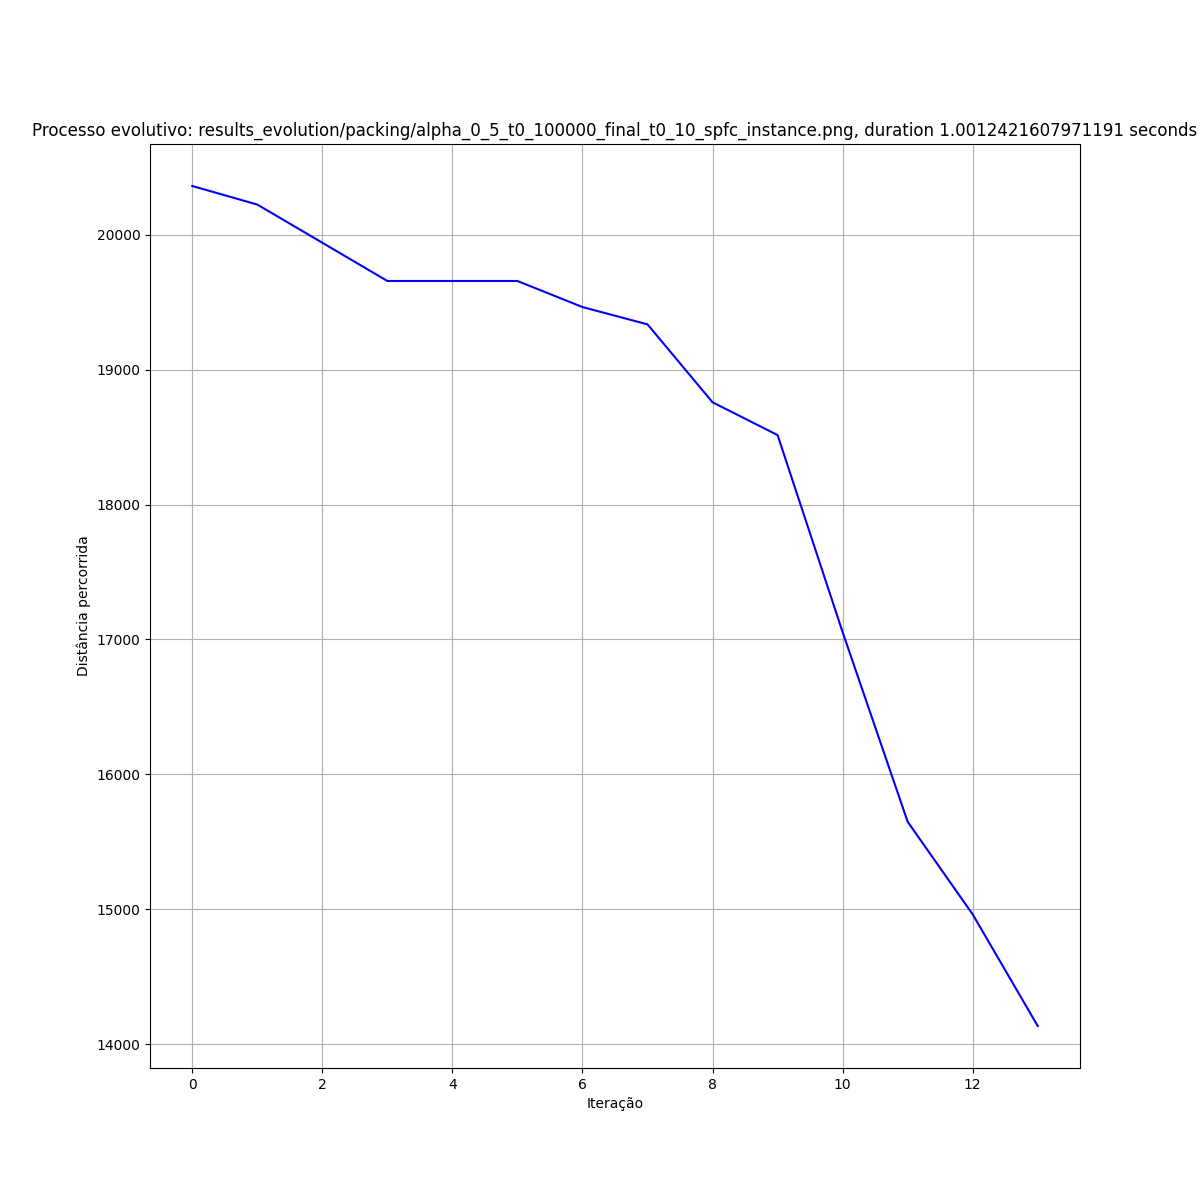 Processo evolutivo: results_evolution/packing/alpha_0_5_t0_100000_final_t0_10_spfc_instance.png, duration 1.0012421607971191 seconds
20000
19000
18000
17000
16000
15000
14000
Distância percorrida
0 2 4 6 8 10 12
Iteração